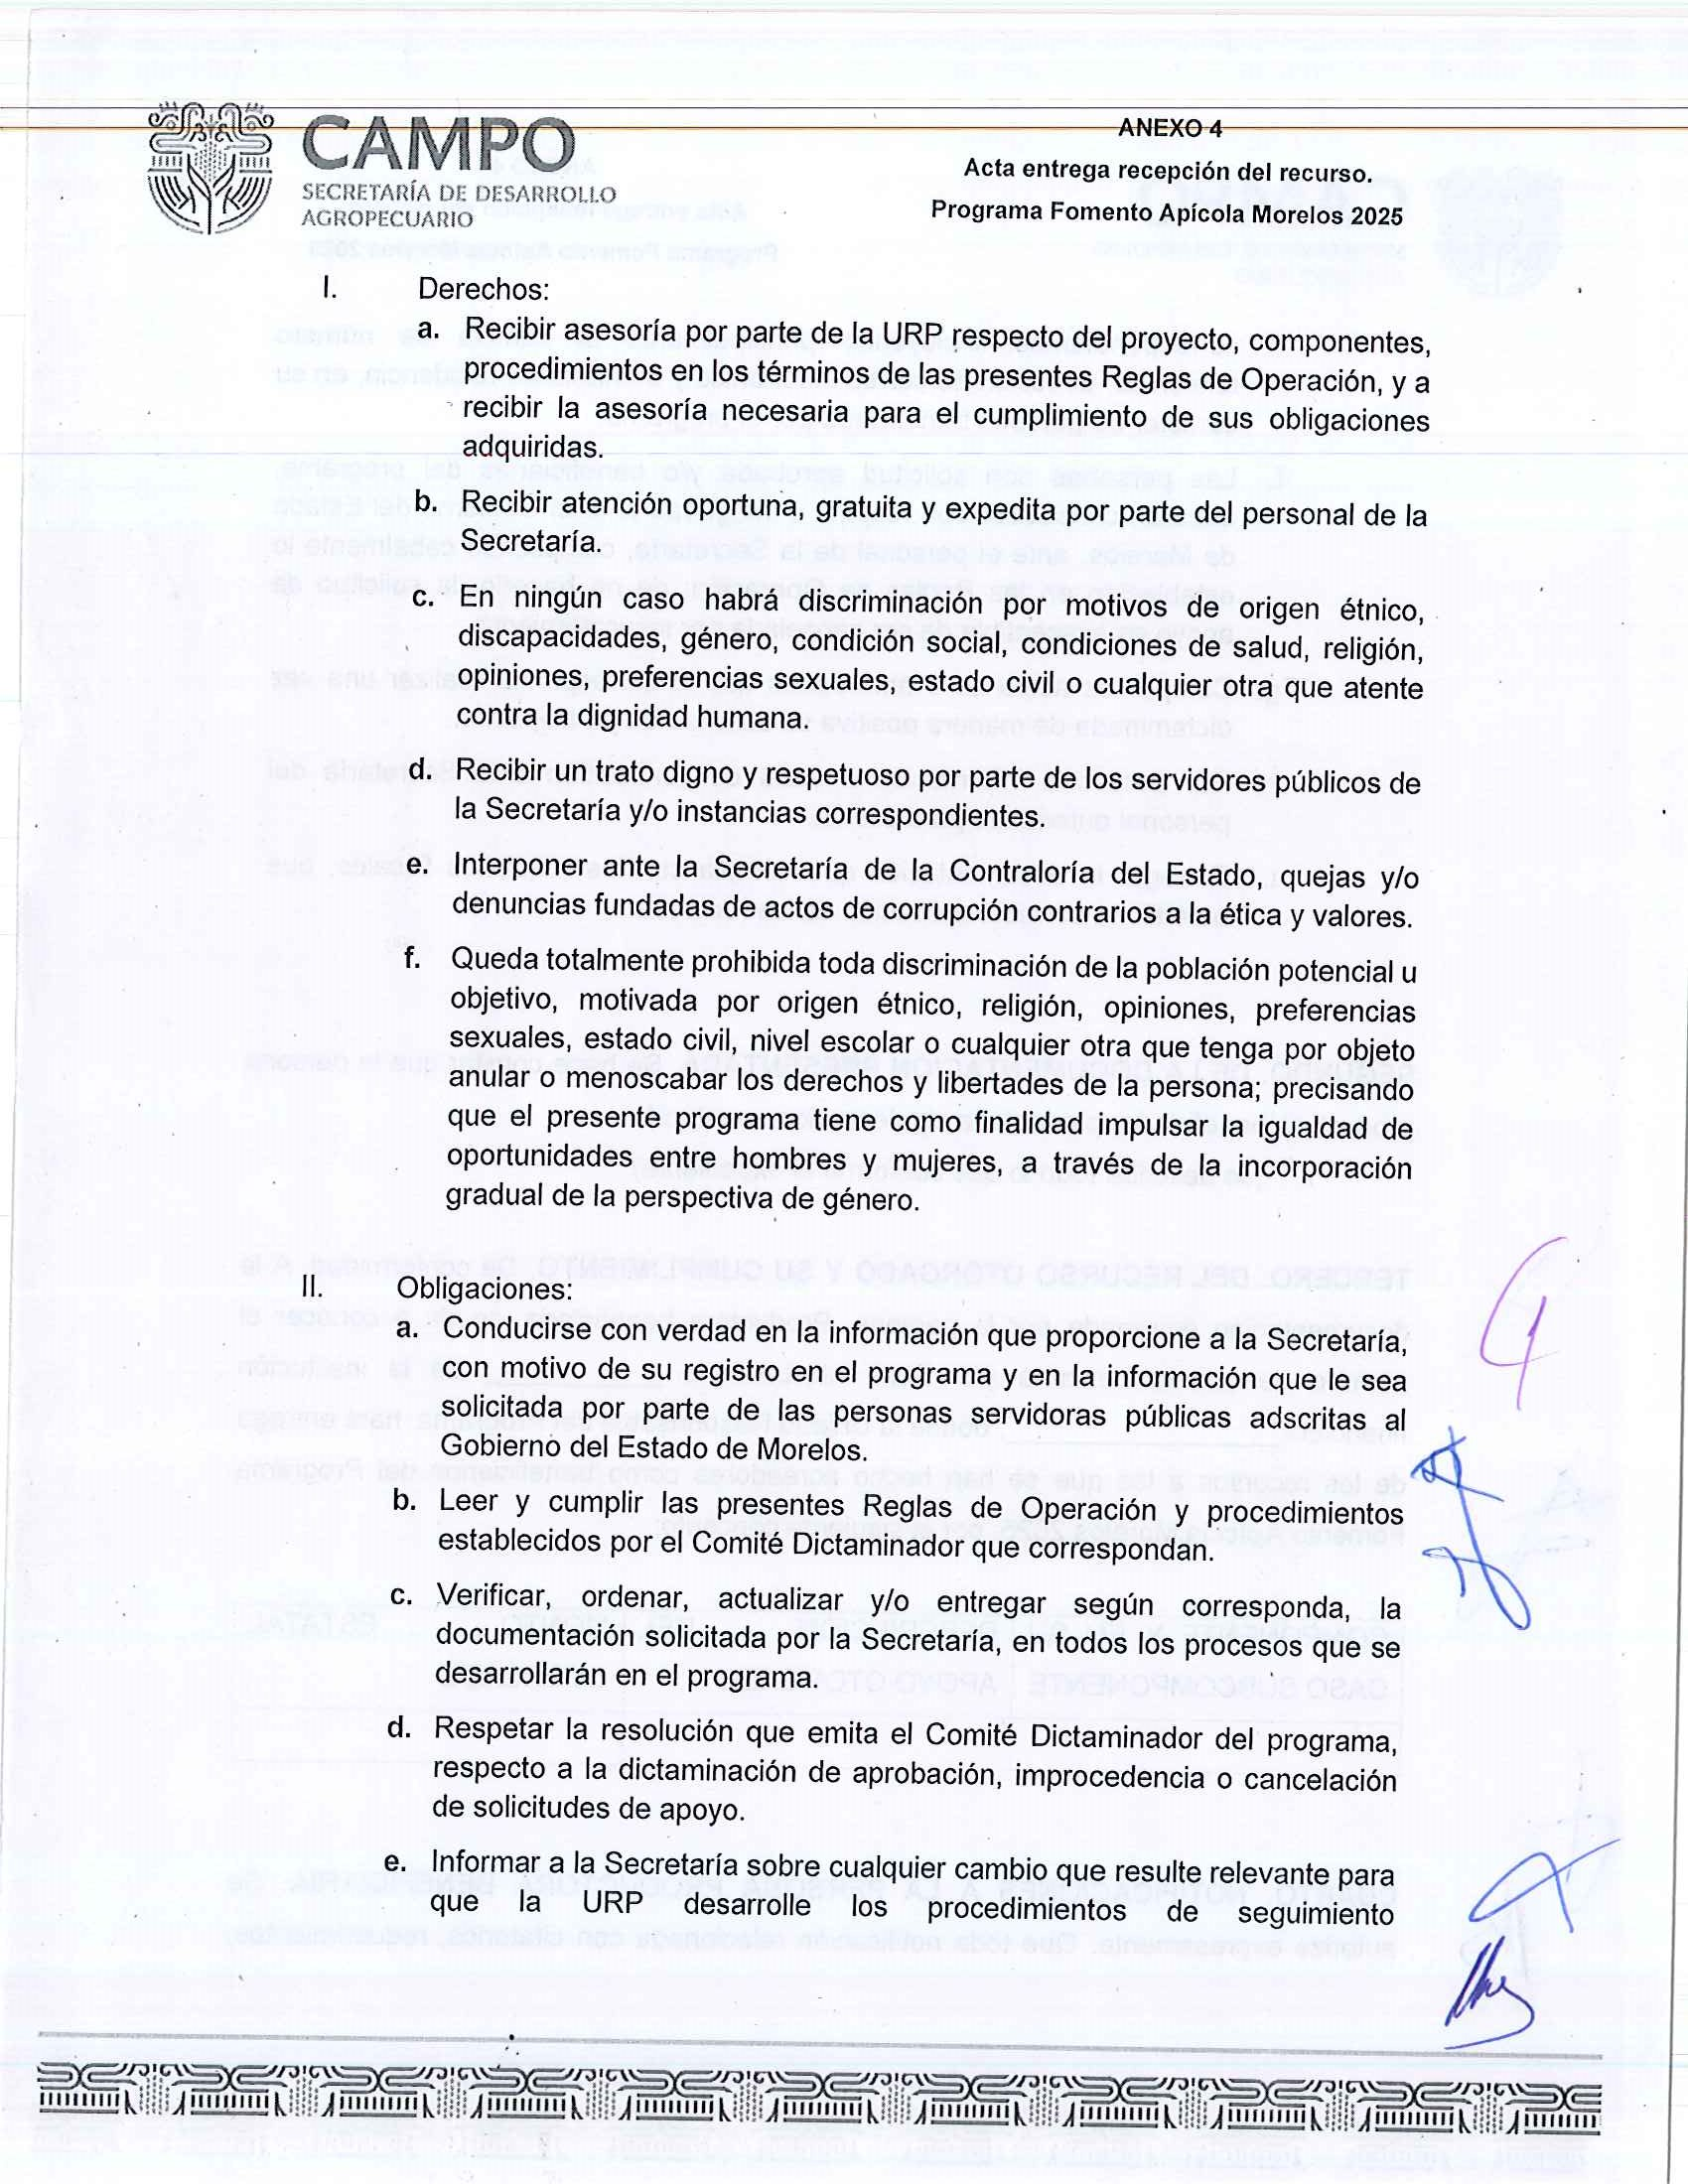 CAMPO
SECRETARÍA DE DESARROLLO
AGROPECUARIO
ANEXO 4
Acta entrega recepción del recurso.
Programa Fomento Apícola Morelos 2025
I. Derechos:
a. Recibir asesoría por parte de la URP respecto del proyecto, componentes,
procedimientos en los términos de las presentes Reglas de Operación, y a
recibir la asesoría necesaria para el cumplimiento de sus obligaciones
adquiridas.
b. Recibir atención oportuna, gratuita y expedita por parte del personal de la
Secretaría.
c. En ningún caso habrá discriminación por motivos de origen étnico,
discapacidades, género, condición social, condiciones de salud, religión,
opiniones, preferencias sexuales, estado civil o cualquier otra que atente
contra la dignidad humana.
d. Recibir un trato digno y respetuoso por parte de los servidores públicos de
la Secretaría y/o instancias correspondientes.
e. Interponer ante la Secretaría de la Contraloría del Estado, quejas y/o
denuncias fundadas de actos de corrupción contrarios a la ética y valores.
f. Queda totalmente prohibida toda discriminación de la población potencial u
objetivo, motivada por origen étnico, religión, opiniones, preferencias
sexuales, estado civil, nivel escolar o cualquier otra que tenga por objeto
anular o menoscabar los derechos y libertades de la persona; precisando
que el presente programa tiene como finalidad impulsar la igualdad de
oportunidades entre hombres y mujeres, a través de la incorporación
gradual de la perspectiva de género.
II. Obligaciones:
a. Conducirse con verdad en la información que proporcione a la Secretaría,
con motivo de su registro en el programa y en la información que le sea
solicitada por parte de las personas servidoras públicas adscritas al
Gobierno del Estado de Morelos.
b. Leer y cumplir las presentes Reglas de Operación y procedimientos
establecidos por el Comité Dictaminador que correspondan.
c. Verificar, ordenar, actualizar y/o entregar según corresponda, la
documentación solicitada por la Secretaría, en todos los procesos que se
desarrollarán en el programa.
d. Respetar la resolución que emita el Comité Dictaminador del programa,
respecto a la dictaminación de aprobación, improcedencia o cancelación
de solicitudes de apoyo.
e. Informar a la Secretaría sobre cualquier cambio que resulte relevante para
que la URP desarrolle los procedimientos de seguimiento